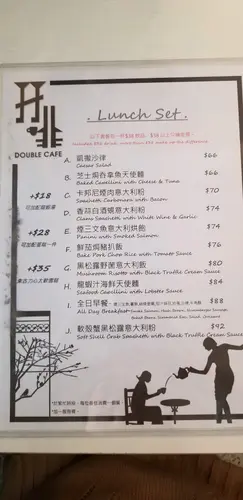 DOUBLE CAFE
. Lunch Set .
A. 凱撒沙律 $66
Caesar Salad
B. 芝士焗吞拿魚天使麵 $66
Baked Capellini with Cheese & Tuna
C. 卡邦尼煙肉意大利粉 $70
Spaghetti Carbonara with Bacon
D. 香蒜白酒蜆意大利粉 $74
Clams Spaghetti with White Wine & Garlic
E. 煙三文魚意大利烘飽 $74
Panini with Smoked Salmon
F. 鮮茄焗豬扒飯 $76
Bake Pork Chop Rice with Tomato Sauce
G. 黑松露野菌意大利飯 $80
Mushroom Risotto with Black Truffle Cream Sauce
H. 龍蝦汁海鮮天使麵 $84
Seafood Capellini with Lobster Sauce
I. 全日早餐 $88
All Day Breakfast
J. 軟殼蟹黑松露意大利粉 $92
Soft Shell Crab Spaghetti with Black Truffle Cream Sauce
+$18
+$28
+$35